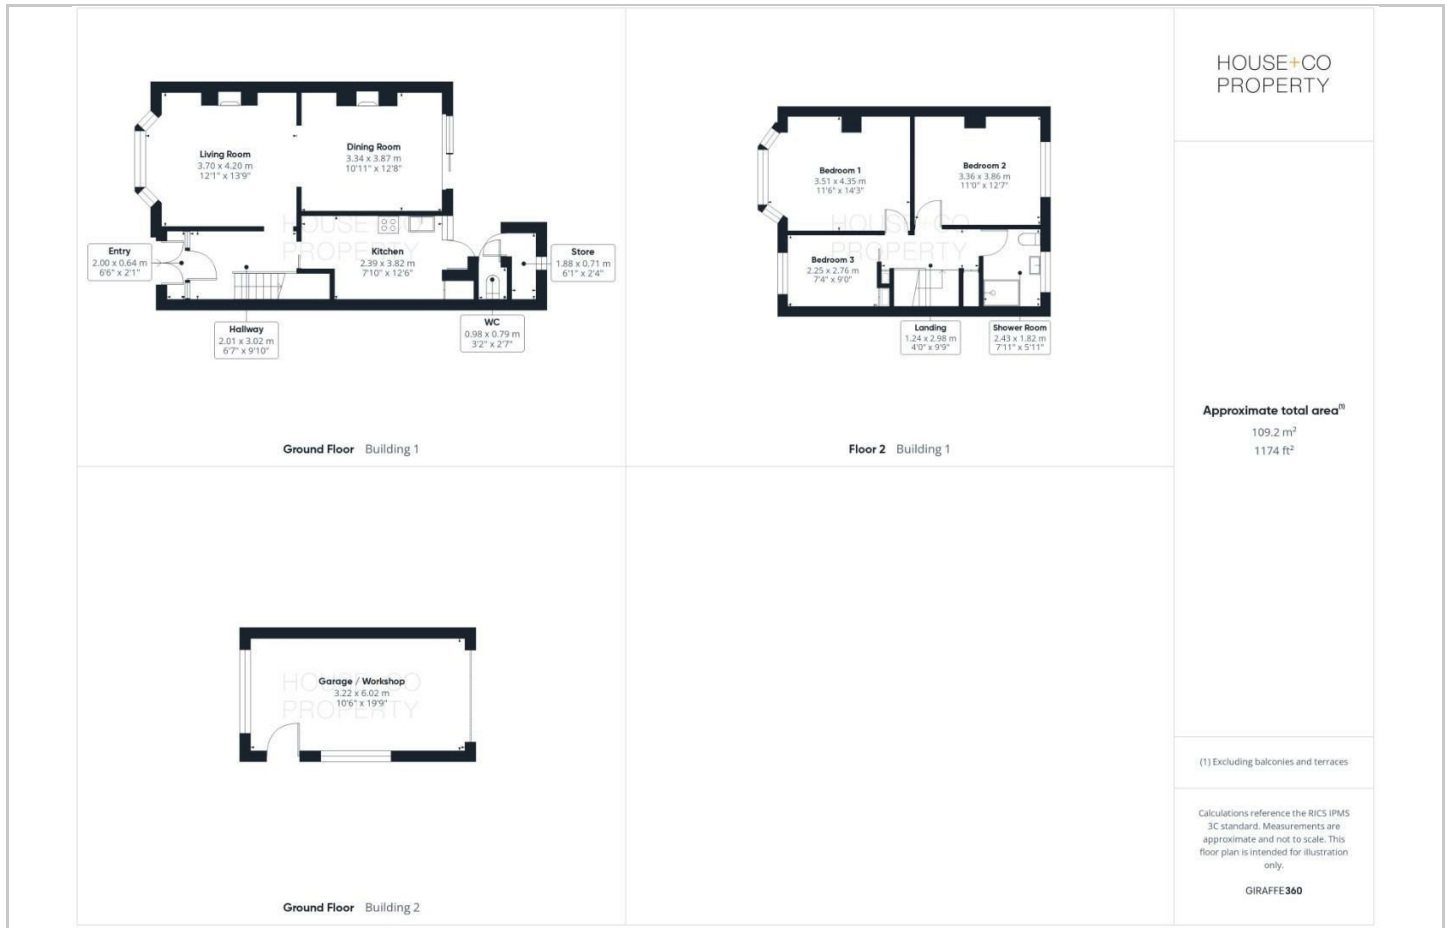 Living Room
3.70 x 4.20 m
12'1" x 13'9"
Dining Room
3.34 x 3.87 m
10'11" x 12'8"
HOUSE+CO
PROPERTY
Entry
2.00 x 0.64 m
6'6" x 2'1"
Kitchen
2.39 x 3.82 m
7'10" x 12'6"
Store
1.88 x 0.71 m
6'1" x 2'4"
Hallway
2.01 x 3.02 m
6'7" x 9'10"
WC
0.98 x 0.79 m
3'2" x 2'7"
Ground Floor Building 1
Bedroom 1
3.51 x 4.35 m
11'6" x 14'3"
Bedroom 2
3.36 x 3.86 m
11'0" x 12'7"
HOUSE+CO
PROPERTY
Bedroom 3
2.25 x 2.76 m
7'4" x 9'0"
Landing
1.24 x 2.98 m
4'0" x 9'9"
Shower Room
2.43 x 1.82 m
7'11" x 5'11"
Floor 2 Building 1
HOUSE+CO
PROPERTY
Garage / Workshop
3.22 x 6.02 m
10'6" x 19'9"
Ground Floor Building 2
HOUSE+CO
PROPERTY
Approximate total area(1)
109.2 m²
1174 ft²
(1) Excluding balconies and terraces
Calculations reference the RICS IPMS
3C standard. Measurements are
approximate and not to scale. This
floor plan is intended for illustration
only.
GIRAFFE360